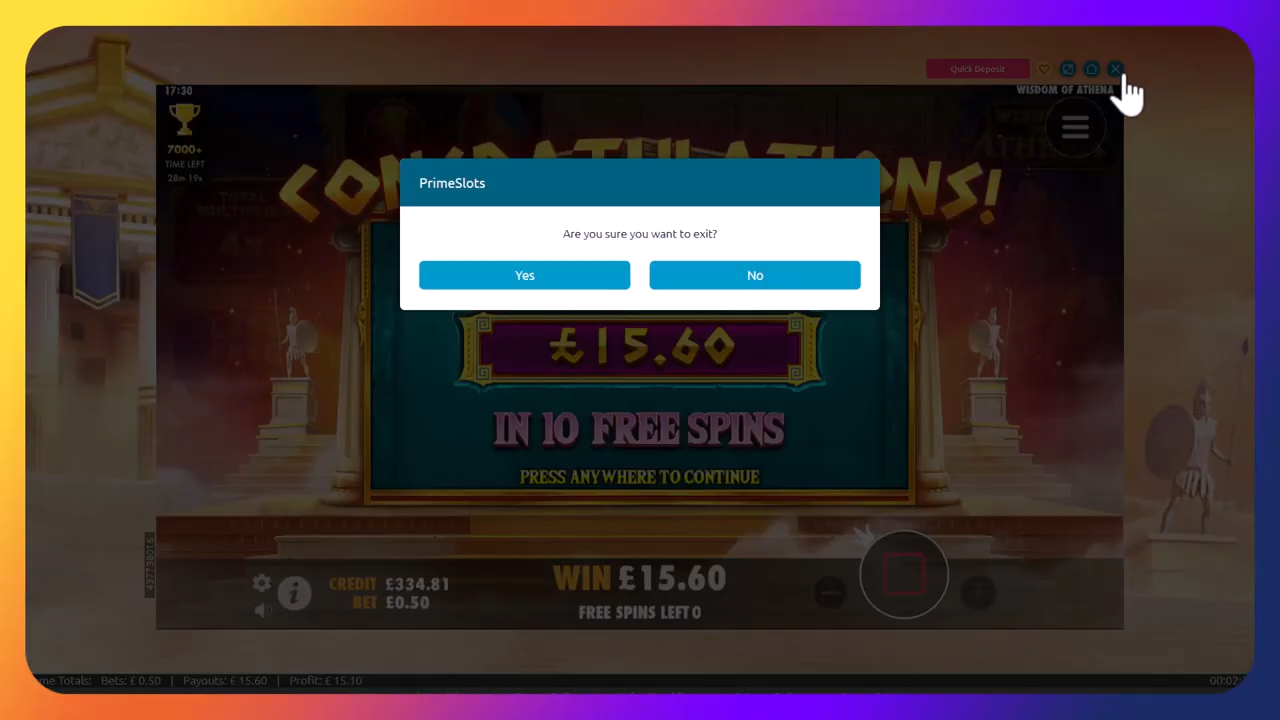 Quick Deposit
17:30
WISDOM OF ATHENA
7000+
TIME LEFT
28m 19s
CONGRATULATIONS!
PrimeSlots
Are you sure you want to exit?
Yes
No
£15.60
IN 10 FREE SPINS
PRESS ANYWHERE TO CONTINUE
CREDIT £334.81
BET £0.50
WIN £15.60
FREE SPINS LEFT 0
me Totals: Bets: £ 0.50 | Payouts: £ 15.60 | Profit: £ 15.10
00:02: